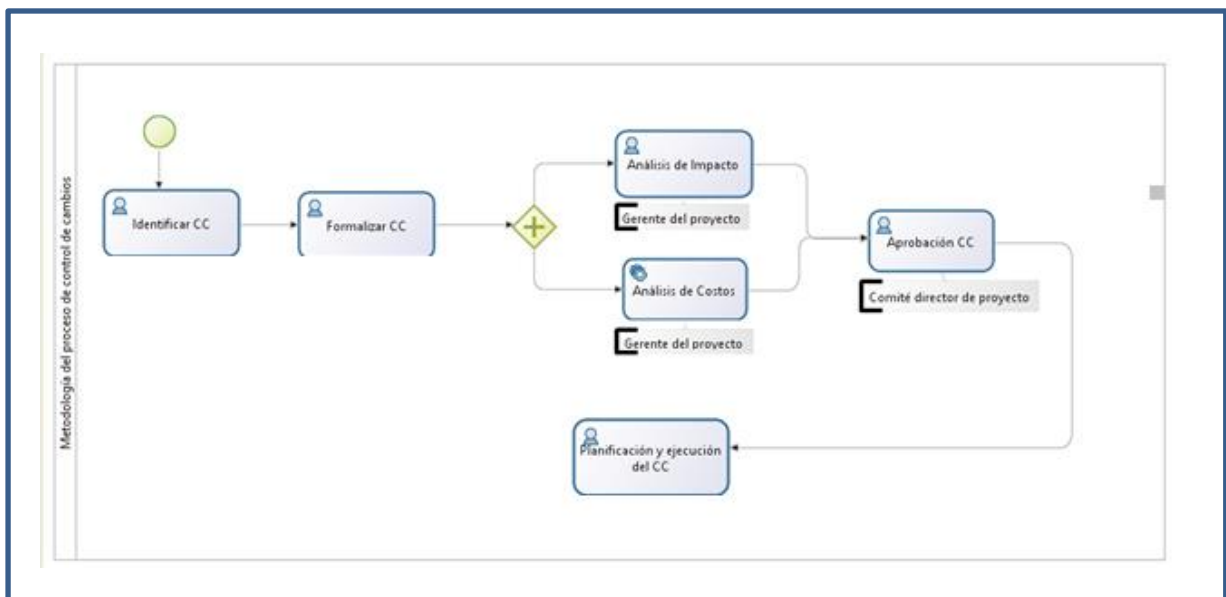 Metodología del proceso de control de cambios
Identificar CC
Formalizar CC
Análisis de Impacto
Gerente del proyecto
Análisis de Costos
Gerente del proyecto
Aprobación CC
Comité director de proyecto
Planificación y ejecución
del CC